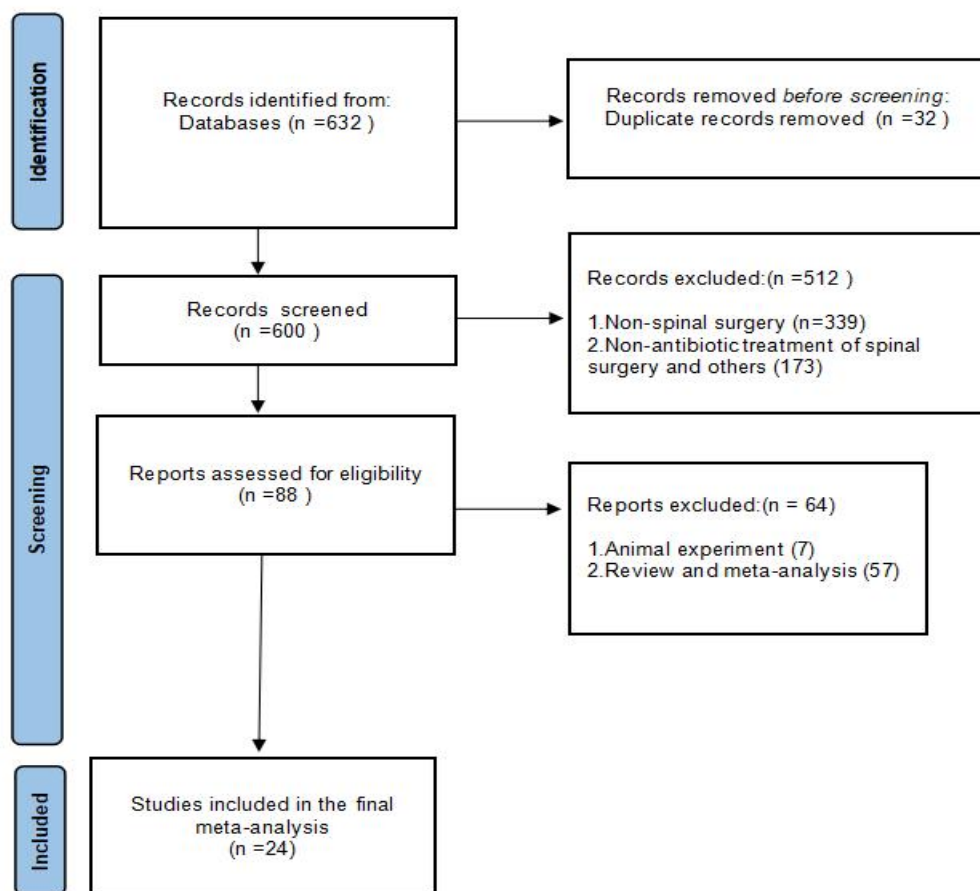 Identification
Records identified from:
Databases (n =632 )
Records removed before screening:
Duplicate records removed  (n =32 )
Screening
Records  screened
(n =600 )
Records excluded:(n =512 )
1.Non-spinal surgery (n=339)
2.Non-antibiotic treatment of spinal
surgery and others (173)
Reports assessed for eligibility
(n =88 )
Reports excluded:(n = 64)
1.Animal experiment (7)
2.Review and meta-analysis (57)
Included
Studies included in the final
meta-analysis
(n =24)